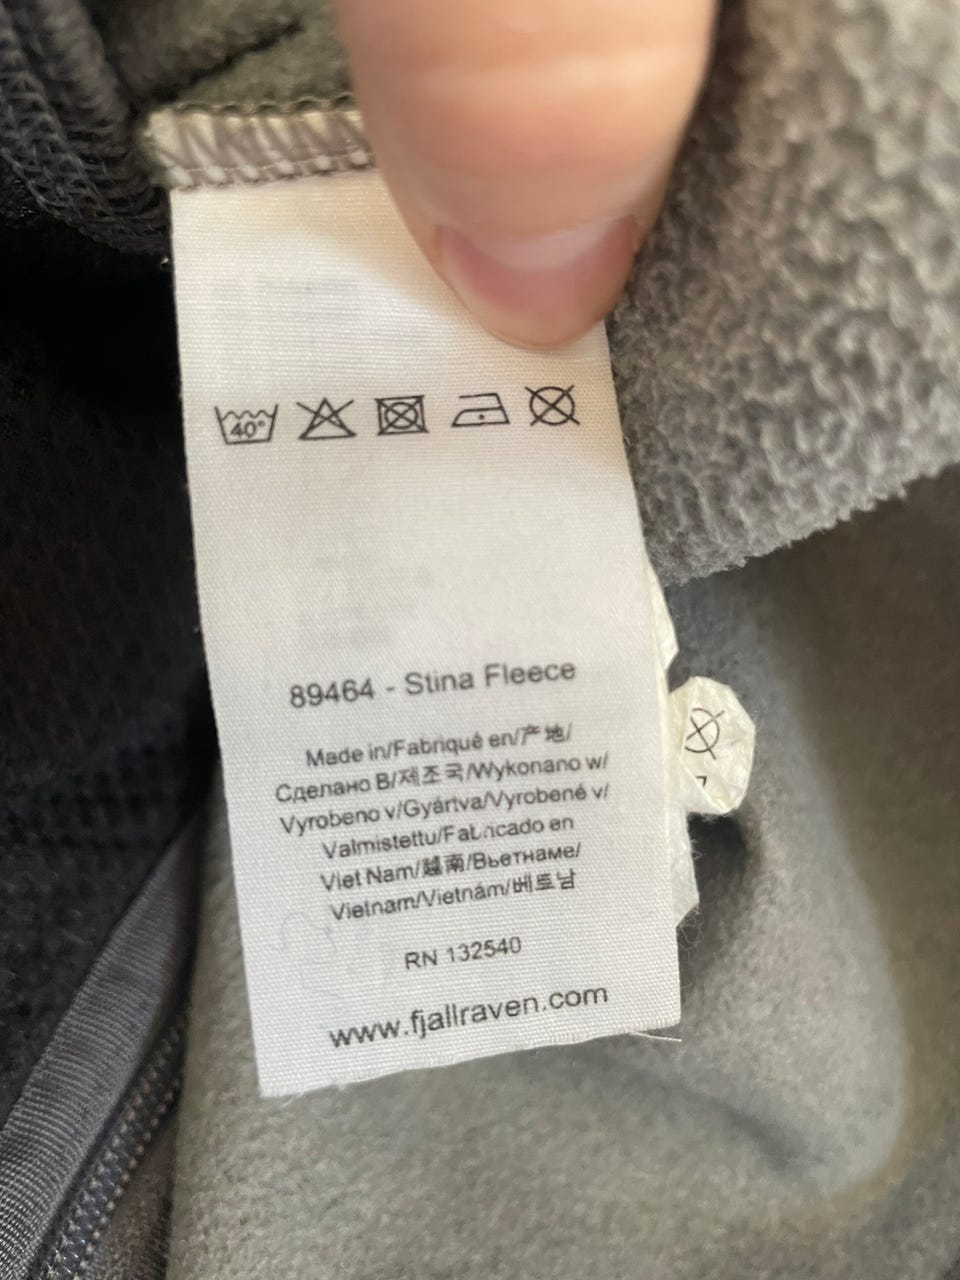 40°
89464 - Stina Fleece
Made in/Fabriqué en/产地/
Сделано В/제조국/Wykonano w/
Vyrobeno v/Gyártva/Vyrobené v/
Valmistettu/Fabricado en
Viet Nam/越南/Вьетнаме/
Vietnam/Vietnám/베트남
RN 132540
www.fjallraven.com